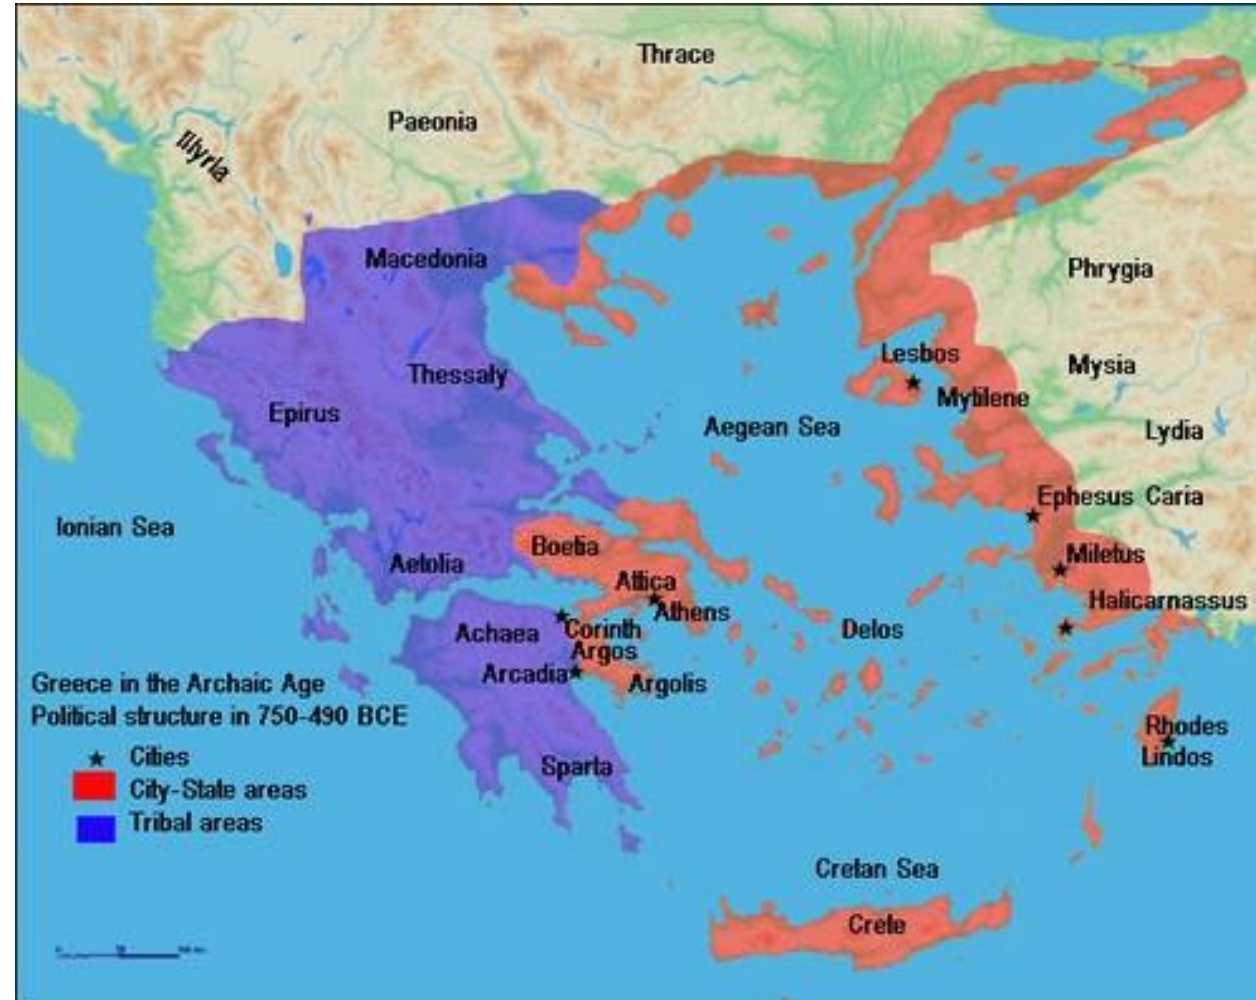 Thrace
Paeonia
Illyria
Macedonia
Phrygia
Lesbos
Mysia
Thessaly
Mytilene
Epirus
Aegean Sea
Lydia
Ephesus Caria
Ionian Sea
Boetia
Miletus
Aetolia
Attica
Halicarnassus
Athens
Achaea
Corinth
Delos
Argos
Arcadia
Argolis
Greece in the Archaic Age
Political structure in 750-490 BCE
Rhodes
Lindos
Cities
Sparta
City-State areas
Tribal areas
Cretan Sea
Crete